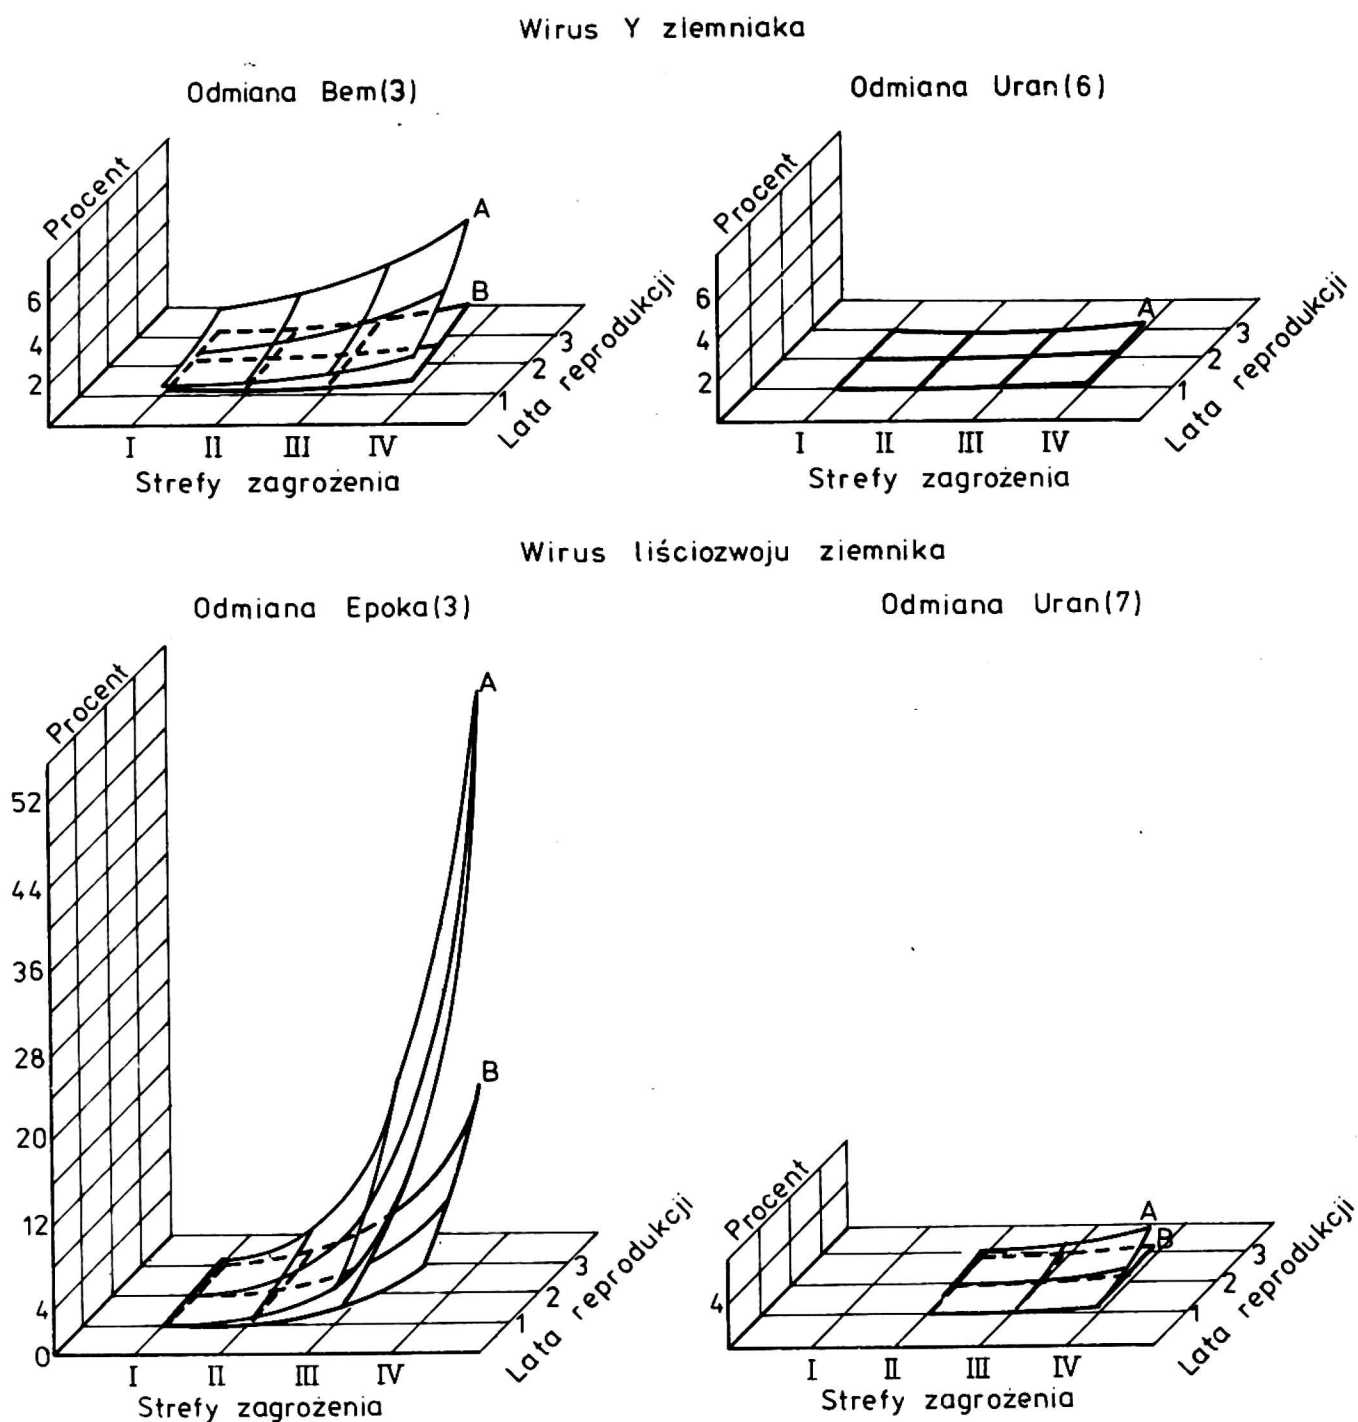 Wirus Y ziemniaka
Odmiana Bem(3)
Procent
6
4
2
A
B
I II III IV
Strefy zagrożenia
1
2
3
Lata reprodukcji
Odmiana Uran(6)
Procent
6
4
2
A
I II III IV
Strefy zagrożenia
1
2
3
Lata reprodukcji
Wirus liściozwoju ziemnika
Odmiana Epoka(3)
Procent
52
44
36
28
20
12
4
0
A
B
I II III IV
Strefy zagrożenia
1
2
3
Lata reprodukcji
Odmiana Uran(7)
Procent
4
A
B
I II III IV
Strefy zagrożenia
1
2
3
Lata reprodukcji